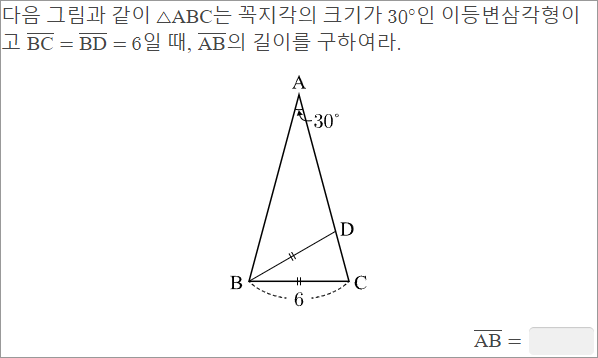 다음 그림과 같이 △ABC는 꼭지각의 크기가 30°인 이등변삼각형이
고 BC = BD = 6일 때, AB의 길이를 구하여라.
A
30°
D
B
C
6
AB =